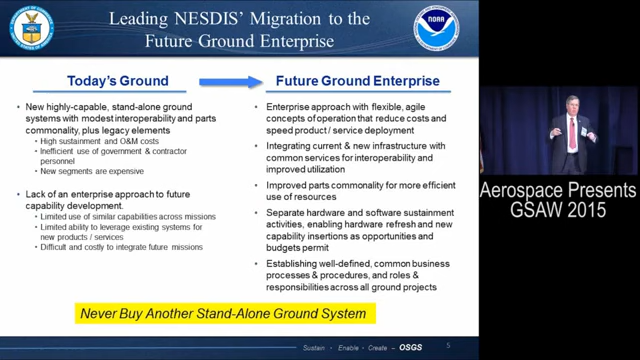 Leading NESDIS' Migration to the
Future Ground Enterprise
NOAA
Today's Ground
Future Ground Enterprise
• New highly-capable, stand-alone ground
systems with modest interoperability and parts
commonality, plus legacy elements
• High sustainment and O&M costs
• Inefficient use of government & contractor
personnel
• New segments are expensive
• Lack of an enterprise approach to future
capability development.
• Limited use of similar capabilities across missions
• Limited ability to leverage existing systems for
new products/services
• Difficult and costly to integrate future missions
• Enterprise approach with flexible, agile
concepts of operation that reduce costs and
speed product / service deployment
• Integrating current & new infrastructure with
common services for interoperability and
improved utilization
• Improved parts commonality for more efficient
use of resources
• Separate hardware and software sustainment
activities, enabling hardware refresh and new
capability insertions as opportunities and
budgets permit
• Establishing well-defined, common business
processes & procedures, and roles &
responsibilities across all ground projects
Never Buy Another Stand-Alone Ground System
Sustain · Enable · Create – OSGS
5
Aerospace Presents
GSAW 2015